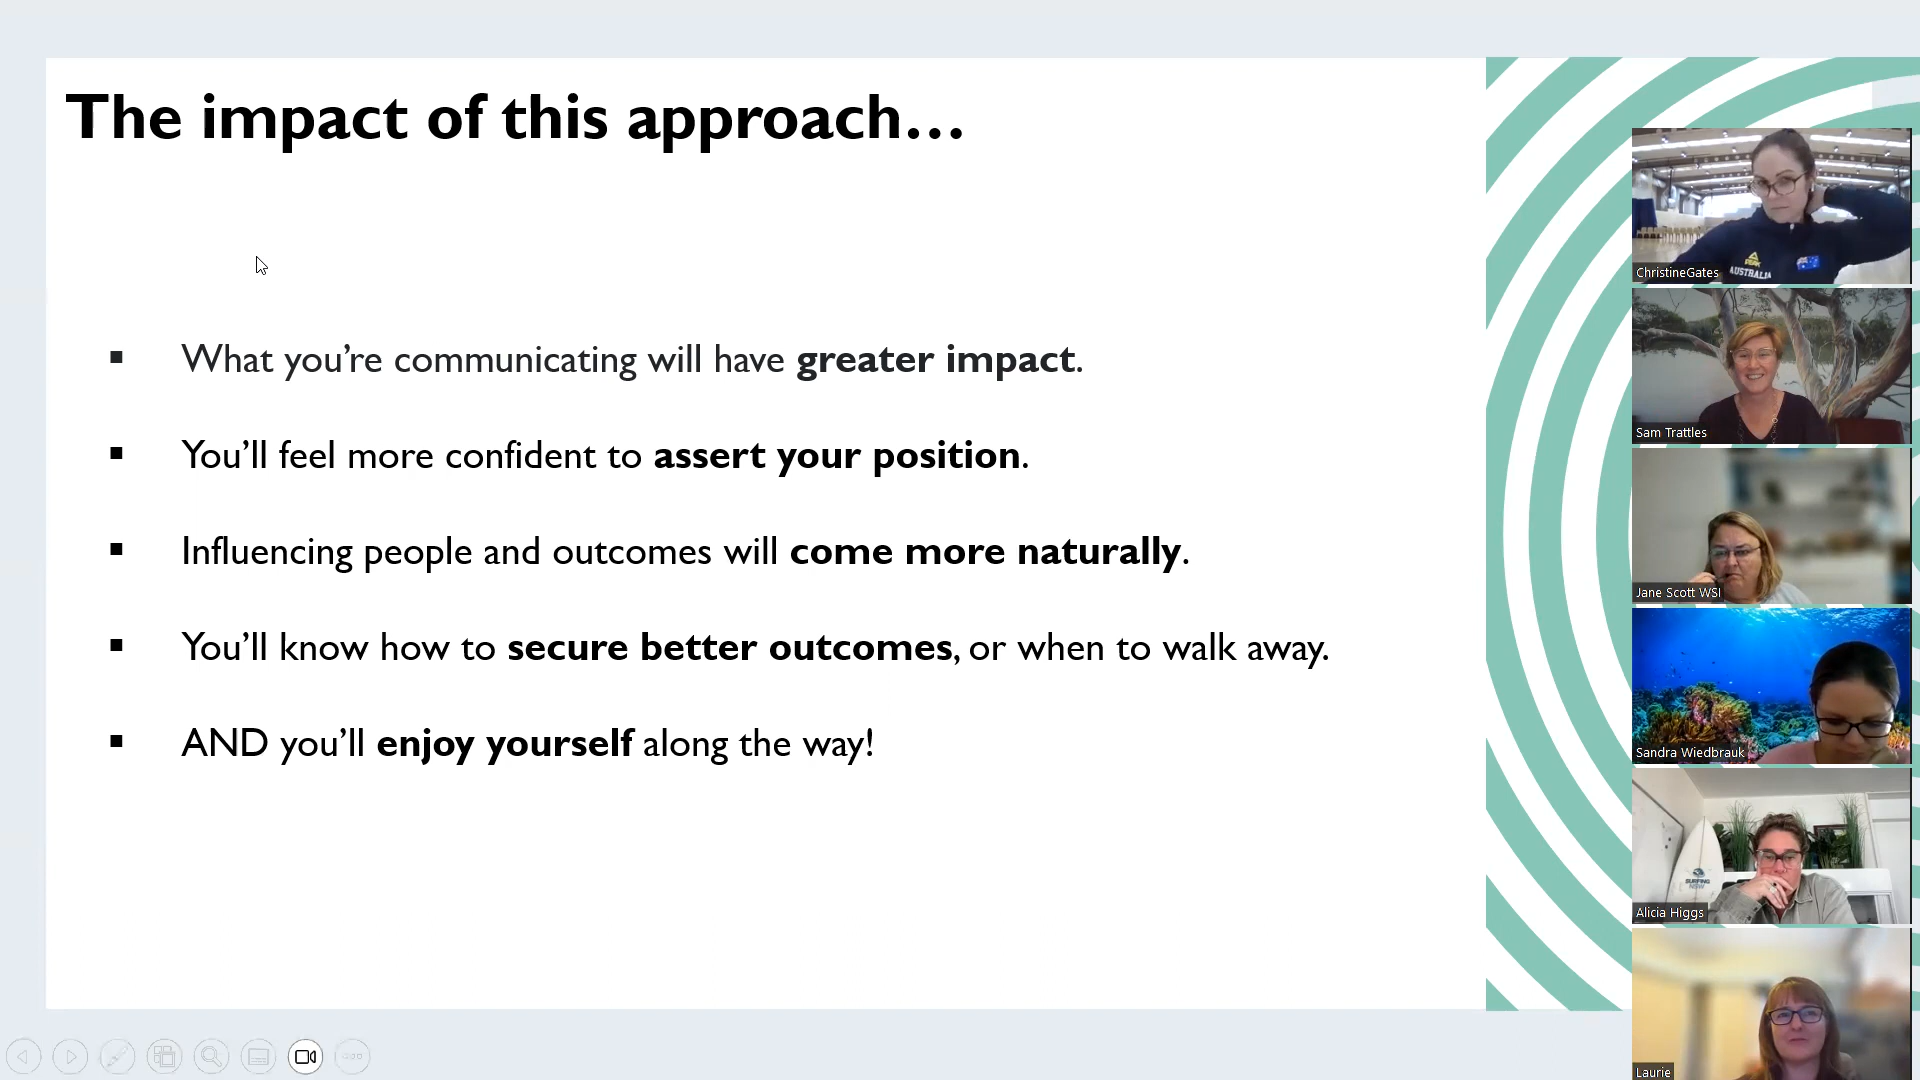 The impact of this approach…
What you’re communicating will have greater impact.
You’ll feel more confident to assert your position.
Influencing people and outcomes will come more naturally.
You’ll know how to secure better outcomes, or when to walk away.
AND you’ll enjoy yourself along the way!
PEAK
AUSTRALIA
ChristineGates
Sam Trattles
Jane Scott WSI
Sandra Wiedbrauk
SURFING
NSW
Alicia Higgs
Laurie